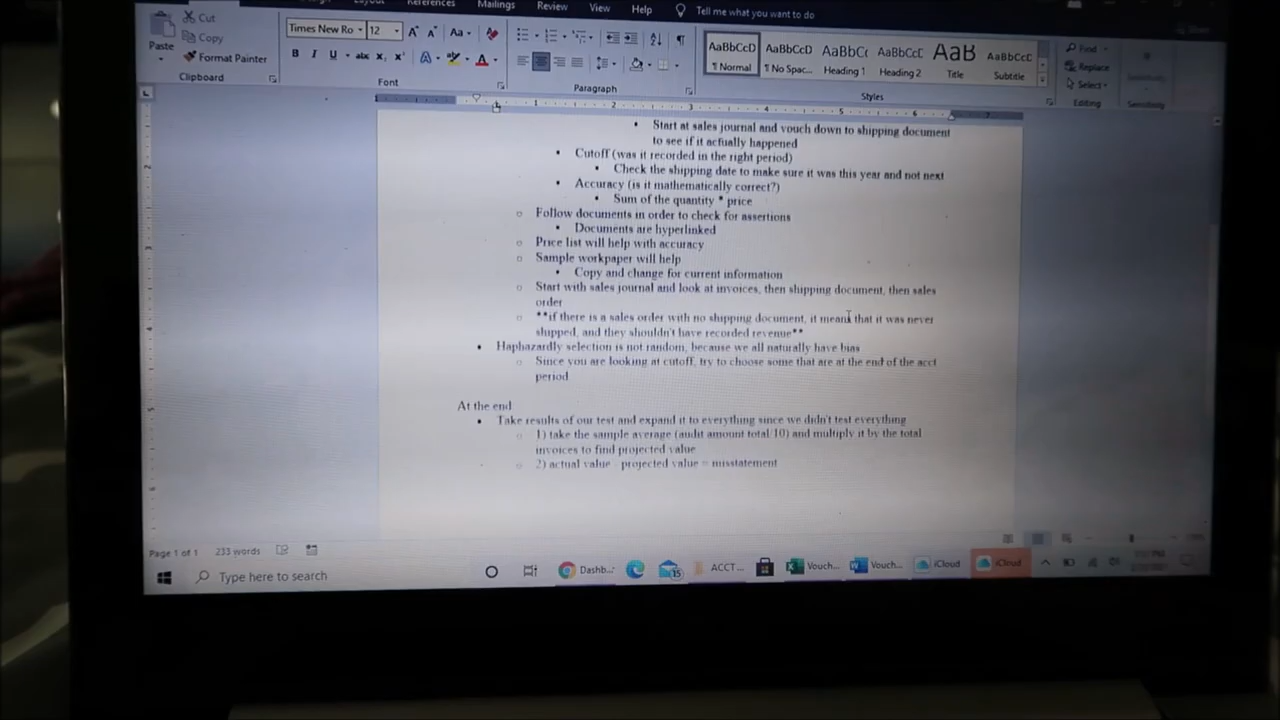 References
Mailings
Review
View
Help
Tell me what you want to do
Cut
Copy
Paste
Format Painter
Clipboard
Times New Ro
12
Font
Paragraph
AaBbCcD
AaBbCcD
AaBbC(
AaBbCcC
AaB
AaBbCcC
¶ Normal
¶ No Spac...
Heading 1
Heading 2
Title
Subtitle
Styles
Find
Replace
Select
Editing
Sensitivity
Start at sales journal and vouch down to shipping document
to see if it actually happened
Cutoff (was it recorded in the right period)
Check the shipping date to make sure it was this year and not next
Accuracy (is it mathematically correct?)
Sum of the quantity * price
Follow documents in order to check for assertions
Documents are hyperlinked
Price list will help with accuracy
Sample workpaper will help
Copy and change for current information
Start with sales journal and look at invoices, then shipping document, then sales
order
**if there is a sales order with no shipping document, it means that it was never
shipped, and they shouldn't have recorded revenue**
Haphazardly selection is not random, because we all naturally have bias
Since you are looking at cutoff, try to choose some that are at the end of the acct
period
At the end
Take results of our test and expand it to everything since we didn't test everything
1) take the sample average (audit amount total/10) and multiply it by the total
invoices to find projected value
2) actual value - projected value = misstatement
Page 1 of 1
233 words
Type here to search
Dashb...
15
ACCT...
Vouch...
Vouch...
iCloud
iCloud